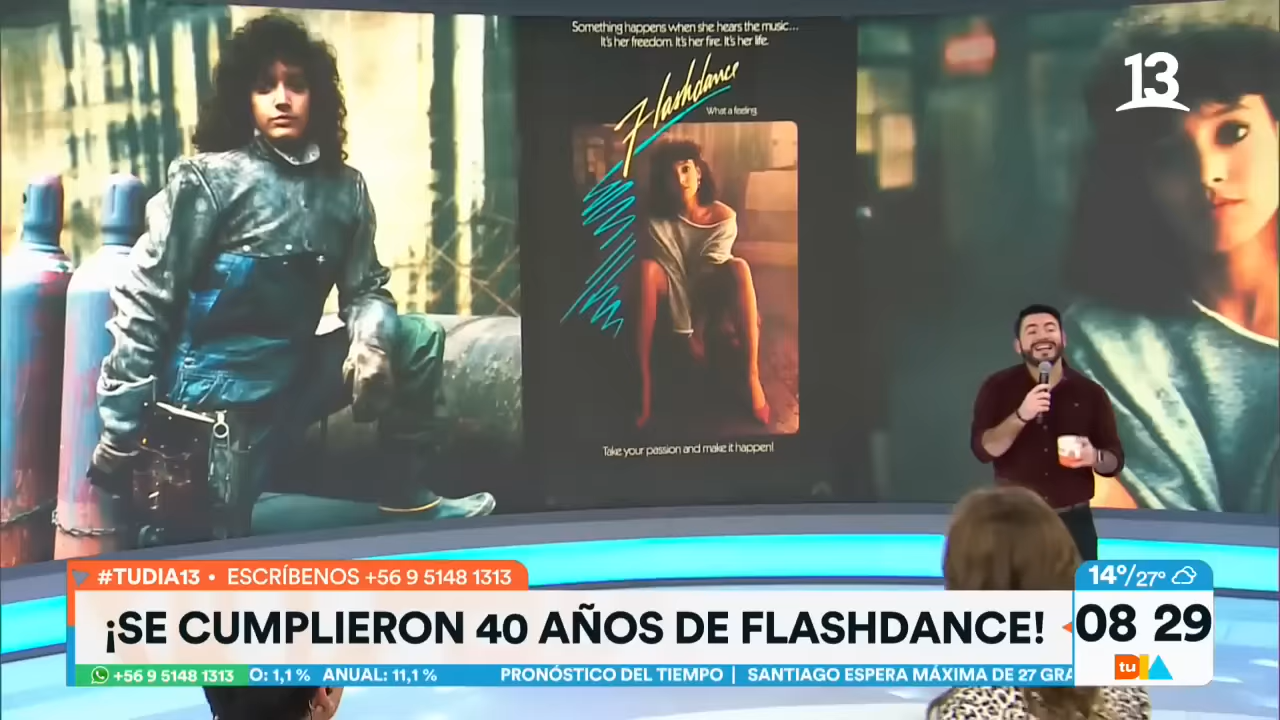 Something happens when she hears the music...
It's her freedom. It's her fire. It's her life.
Flashdance
What a feeling
Take your passion and make it happen!
13
#TUDIA13 • ESCRÍBENOS +56 9 5148 1313
¡SE CUMPLIERON 40 AÑOS DE FLASHDANCE!
14°/27°
08 29
tu DIA
+56 9 5148 1313 O: 1,1 % ANUAL: 11,1 % PRONÓSTICO DEL TIEMPO | SANTIAGO ESPERA MÁXIMA DE 27 GRA